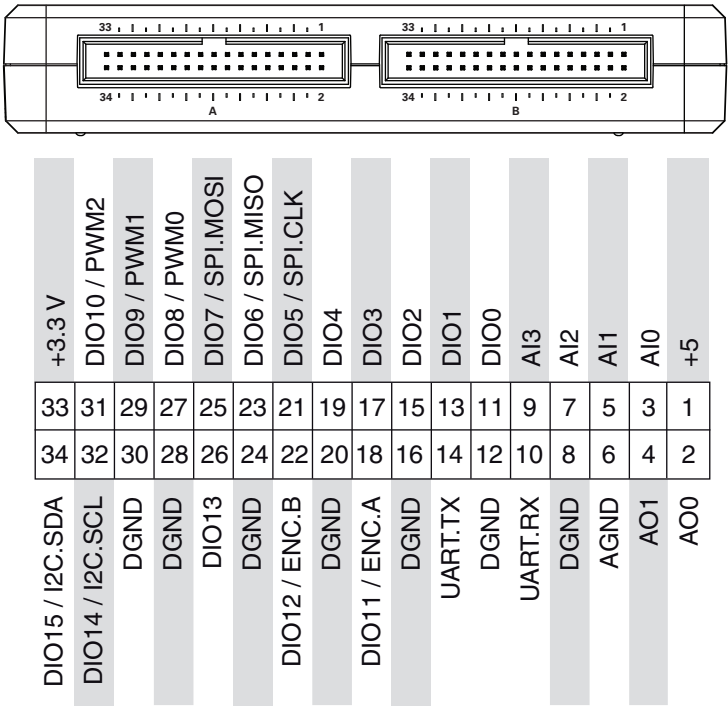 33 1 33 1
34 2 34 2
A B
+3.3 V
DIO10 / PWM2
DIO9 / PWM1
DIO8 / PWM0
DIO7 / SPI.MOSI
DIO6 / SPI.MISO
DIO5 / SPI.CLK
DIO4
DIO3
DIO2
DIO1
DIO0
AI3
AI2
AI1
AI0
+5
33 31 29 27 25 23 21 19 17 15 13 11 9 7 5 3 1
34 32 30 28 26 24 22 20 18 16 14 12 10 8 6 4 2
DIO15 / I2C.SDA
DIO14 / I2C.SCL
DGND
DGND
DIO13
DGND
DIO12 / ENC.B
DGND
DIO11 / ENC.A
DGND
UART.TX
DGND
UART.RX
DGND
AGND
AO1
AO0